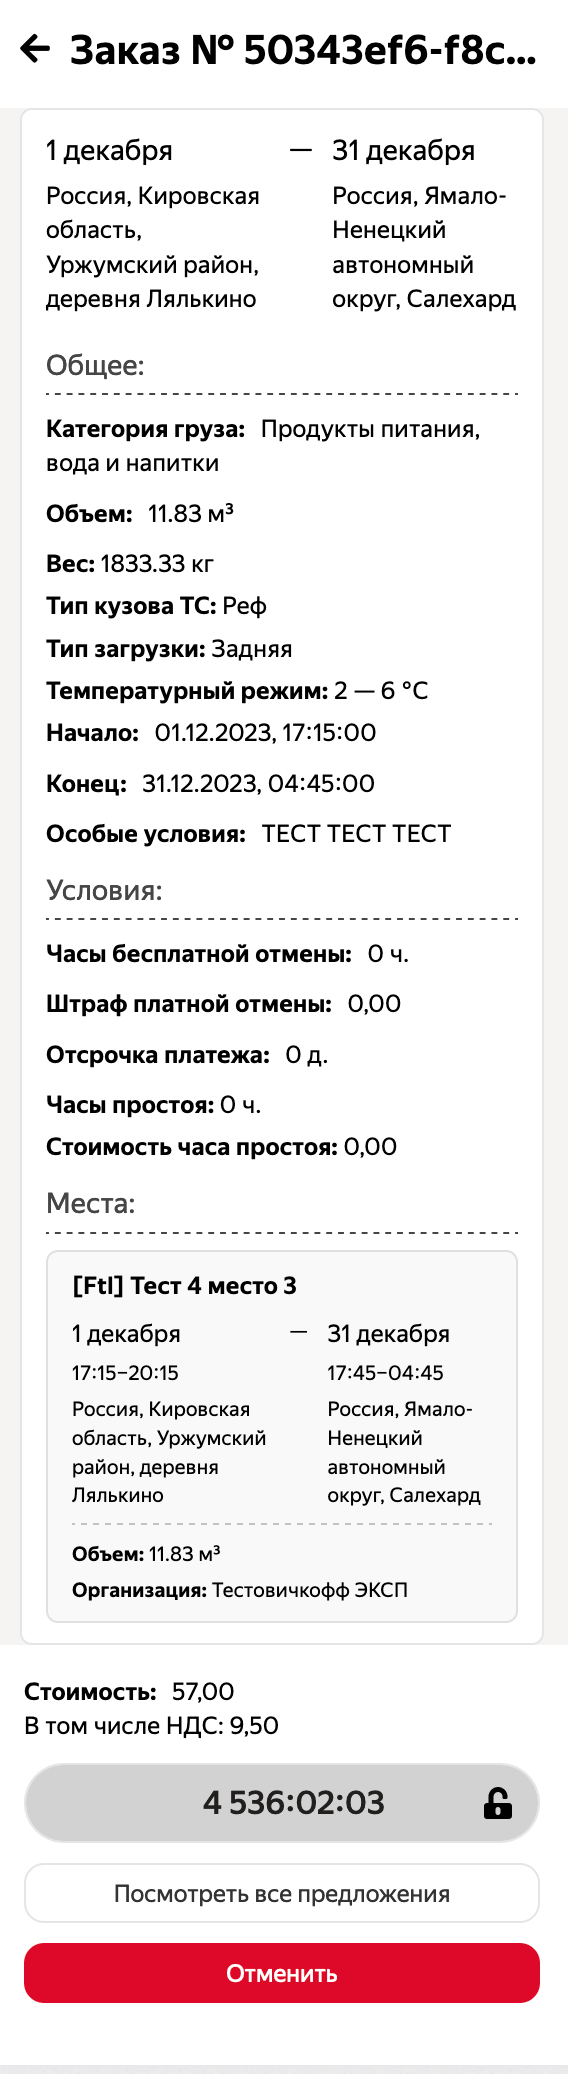 Заказ № 50343ef6-f8c...
1 декабря — 31 декабря
Россия, Кировская область, Уржумский район, деревня Лялькино
Россия, Ямало-Ненецкий автономный округ, Салехард
Общее:
Категория груза: Продукты питания,
вода и напитки
Объем: 11.83 м³
Вес: 1833.33 кг
Тип кузова ТС: Реф
Тип загрузки: Задняя
Температурный режим: 2 — 6 °C
Начало: 01.12.2023, 17:15:00
Конец: 31.12.2023, 04:45:00
Особые условия: ТЕСТ ТЕСТ ТЕСТ
Условия:
Часы бесплатной отмены: 0 ч.
Штраф платной отмены: 0,00
Отсрочка платежа: 0 д.
Часы простоя: 0 ч.
Стоимость часа простоя: 0,00
Места:
[Ftl] Тест 4 место 3
1 декабря — 31 декабря
17:15–20:15 17:45–04:45
Россия, Кировская область, Уржумский район, деревня Лялькино
Россия, Ямало-Ненецкий автономный округ, Салехард
Объем: 11.83 м³
Организация: Тестовичкофф ЭКСП
Стоимость: 57,00
В том числе НДС: 9,50
4 536:02:03
Посмотреть все предложения
Отменить